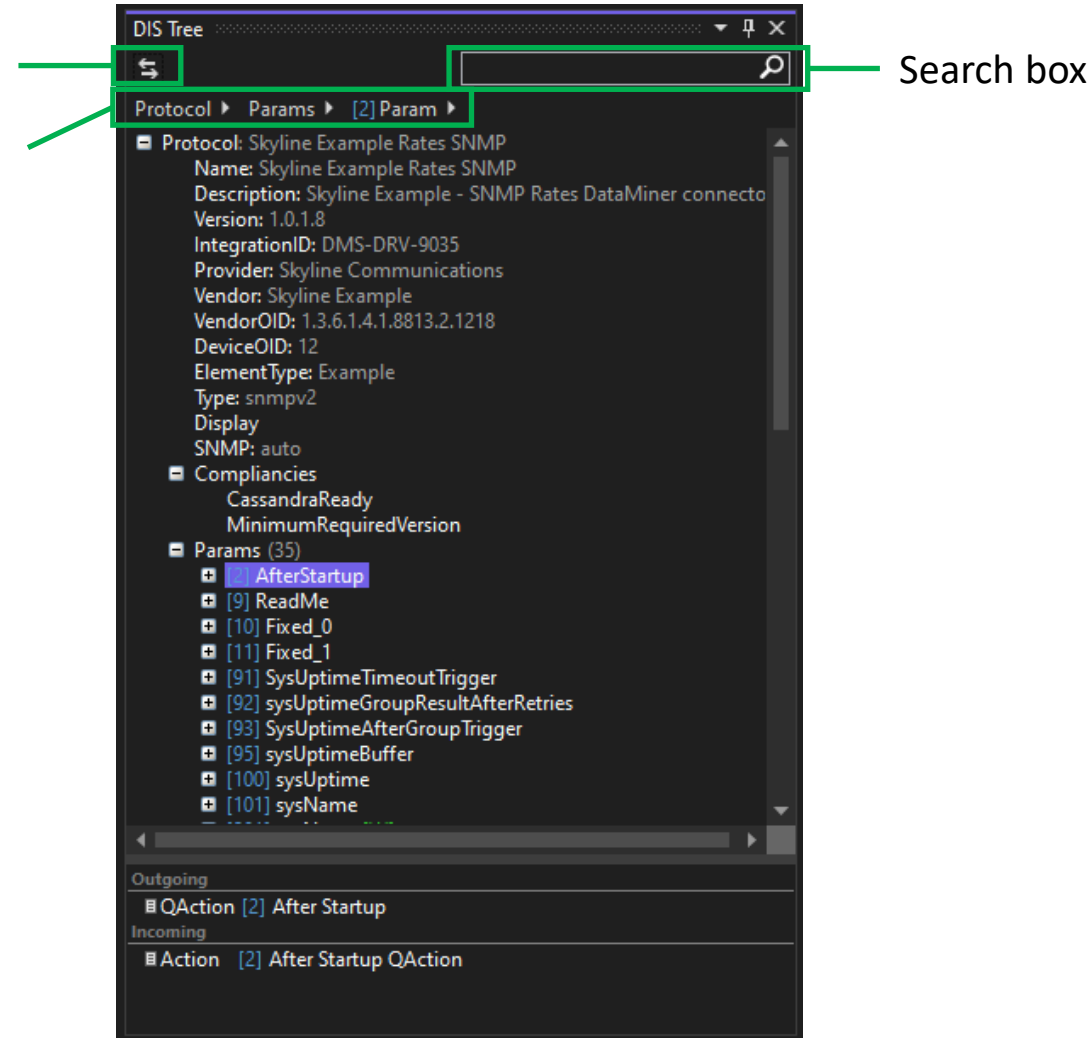 DIS Tree
Search box
Protocol Params [2] Param
Protocol: Skyline Example Rates SNMP
Name: Skyline Example Rates SNMP
Description: Skyline Example - SNMP Rates DataMiner connecto
Version: 1.0.1.8
IntegrationID: DMS-DRV-9035
Provider: Skyline Communications
Vendor: Skyline Example
VendorOID: 1.3.6.1.4.1.8813.2.1218
DeviceOID: 12
ElementType: Example
Type: snmpv2
Display
SNMP: auto
Compliancies
CassandraReady
MinimumRequiredVersion
Params (35)
[2] AfterStartup
[9] ReadMe
[10] Fixed_0
[11] Fixed_1
[91] SysUptimeTimeoutTrigger
[92] sysUptimeGroupResultAfterRetries
[93] SysUptimeAfterGroupTrigger
[95] sysUptimeBuffer
[100] sysUptime
[101] sysName
Outgoing
QAction [2] After Startup
Incoming
Action [2] After Startup QAction